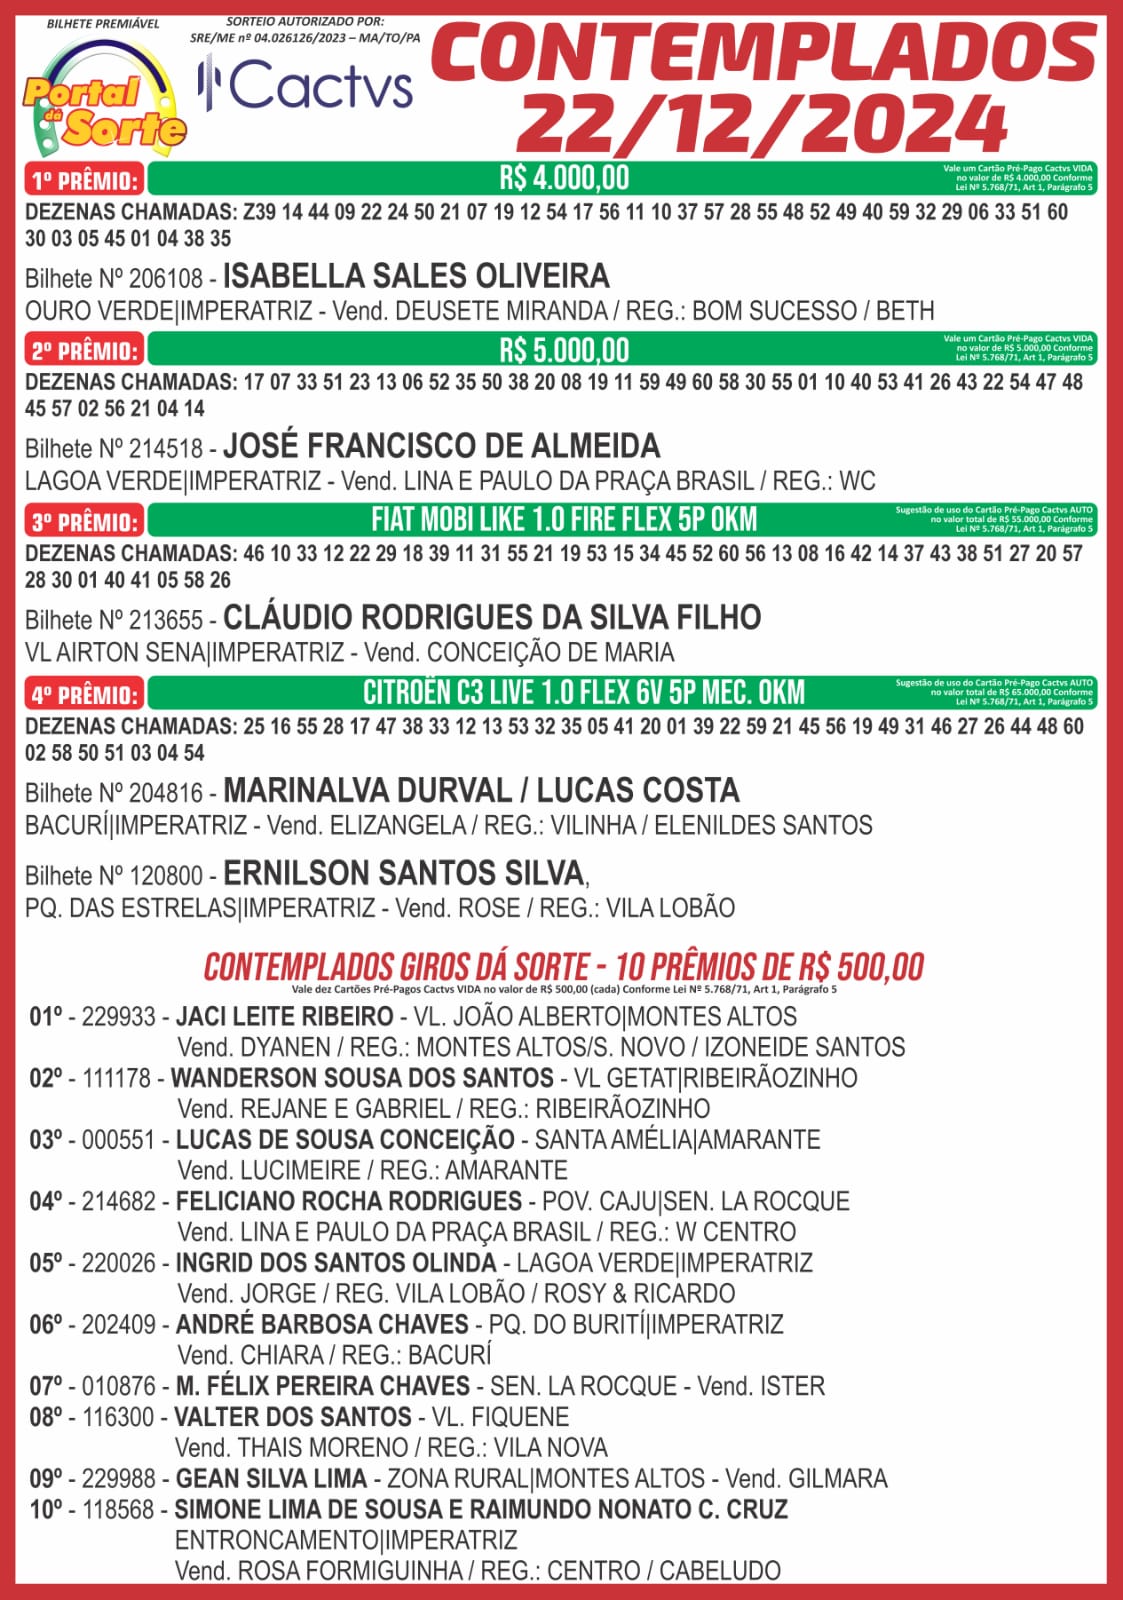 BILHETE PREMIÁVEL
Portal
dá
Sorte
SORTEIO AUTORIZADO POR:
SRE/ME nº 04.026126/2023 – MA/TO/PA
Cactvs
CONTEMPLADOS
22/12/2024
1º PRÊMIO:
R$ 4.000,00
Vale um Cartão Pré-Pago Cactvs VIDA
no valor de R$ 4.000,00 Conforme
Lei Nº 5.768/71, Art 1, Parágrafo 5
DEZENAS CHAMADAS: Z39 14 44 09 22 24 50 21 07 19 12 54 17 56 11 10 37 57 28 55 48 52 49 40 59 32 29 06 33 51 60
30 03 05 45 01 04 38 35
Bilhete Nº 206108 - ISABELLA SALES OLIVEIRA
OURO VERDE|IMPERATRIZ - Vend. DEUSETE MIRANDA / REG.: BOM SUCESSO / BETH
2º PRÊMIO:
R$ 5.000,00
Vale um Cartão Pré-Pago Cactvs VIDA
no valor de R$ 5.000,00 Conforme
Lei Nº 5.768/71, Art 1, Parágrafo 5
DEZENAS CHAMADAS: 17 07 33 51 23 13 06 52 35 50 38 20 08 19 11 59 49 60 58 30 55 01 10 40 53 41 26 43 22 54 47 48
45 57 02 56 21 04 14
Bilhete Nº 214518 - JOSÉ FRANCISCO DE ALMEIDA
LAGOA VERDE|IMPERATRIZ - Vend. LINA E PAULO DA PRAÇA BRASIL / REG.: WC
3º PRÊMIO:
FIAT MOBI LIKE 1.0 FIRE FLEX 5P 0KM
Sugestão de uso do Cartão Pré-Pago Cactvs AUTO
no valor total de R$ 55.000,00 Conforme
Lei Nº 5.768/71, Art 1, Parágrafo 5
DEZENAS CHAMADAS: 46 10 33 12 22 29 18 39 11 31 55 21 19 53 15 34 45 52 60 56 13 08 16 42 14 37 43 38 51 27 20 57
28 30 01 40 41 05 58 26
Bilhete Nº 213655 - CLÁUDIO RODRIGUES DA SILVA FILHO
VL AIRTON SENA|IMPERATRIZ - Vend. CONCEIÇÃO DE MARIA
4º PRÊMIO:
CITROËN C3 LIVE 1.0 FLEX 6V 5P MEC. 0KM
Sugestão de uso do Cartão Pré-Pago Cactvs AUTO
no valor total de R$ 65.000,00 Conforme
Lei Nº 5.768/71, Art 1, Parágrafo 5
DEZENAS CHAMADAS: 25 16 55 28 17 47 38 33 12 13 53 32 35 05 41 20 01 39 22 59 21 45 56 19 49 31 46 27 26 44 48 60
02 58 50 51 03 04 54
Bilhete Nº 204816 - MARINALVA DURVAL / LUCAS COSTA
BACURÍ|IMPERATRIZ - Vend. ELIZANGELA / REG.: VILINHA / ELENILDES SANTOS
Bilhete Nº 120800 - ERNILSON SANTOS SILVA,
PQ. DAS ESTRELAS|IMPERATRIZ - Vend. ROSE / REG.: VILA LOBÃO
CONTEMPLADOS GIROS DÁ SORTE - 10 PRÊMIOS DE R$ 500,00
Vale dez Cartões Pré-Pagos Cactvs VIDA no valor de R$ 500,00 (cada) Conforme Lei Nº 5.768/71, Art 1, Parágrafo 5
01º - 229933 - JACI LEITE RIBEIRO - VL. JOÃO ALBERTO|MONTES ALTOS
Vend. DYANEN / REG.: MONTES ALTOS/S. NOVO / IZONEIDE SANTOS
02º - 111178 - WANDERSON SOUSA DOS SANTOS - VL GETAT|RIBEIRÃOZINHO
Vend. REJANE E GABRIEL / REG.: RIBEIRÃOZINHO
03º - 000551 - LUCAS DE SOUSA CONCEIÇÃO - SANTA AMÉLIA|AMARANTE
Vend. LUCIMEIRE / REG.: AMARANTE
04º - 214682 - FELICIANO ROCHA RODRIGUES - POV. CAJU|SEN. LA ROCQUE
Vend. LINA E PAULO DA PRAÇA BRASIL / REG.: W CENTRO
05º - 220026 - INGRID DOS SANTOS OLINDA - LAGOA VERDE|IMPERATRIZ
Vend. JORGE / REG. VILA LOBÃO / ROSY & RICARDO
06º - 202409 - ANDRÉ BARBOSA CHAVES - PQ. DO BURITÍ|IMPERATRIZ
Vend. CHIARA / REG.: BACURÍ
07º - 010876 - M. FÉLIX PEREIRA CHAVES - SEN. LA ROCQUE - Vend. ISTER
08º - 116300 - VALTER DOS SANTOS - VL. FIQUENE
Vend. THAIS MORENO / REG.: VILA NOVA
09º - 229988 - GEAN SILVA LIMA - ZONA RURAL|MONTES ALTOS - Vend. GILMARA
10º - 118568 - SIMONE LIMA DE SOUSA E RAIMUNDO NONATO C. CRUZ
ENTRONCAMENTO|IMPERATRIZ
Vend. ROSA FORMIGUINHA / REG.: CENTRO / CABELUDO